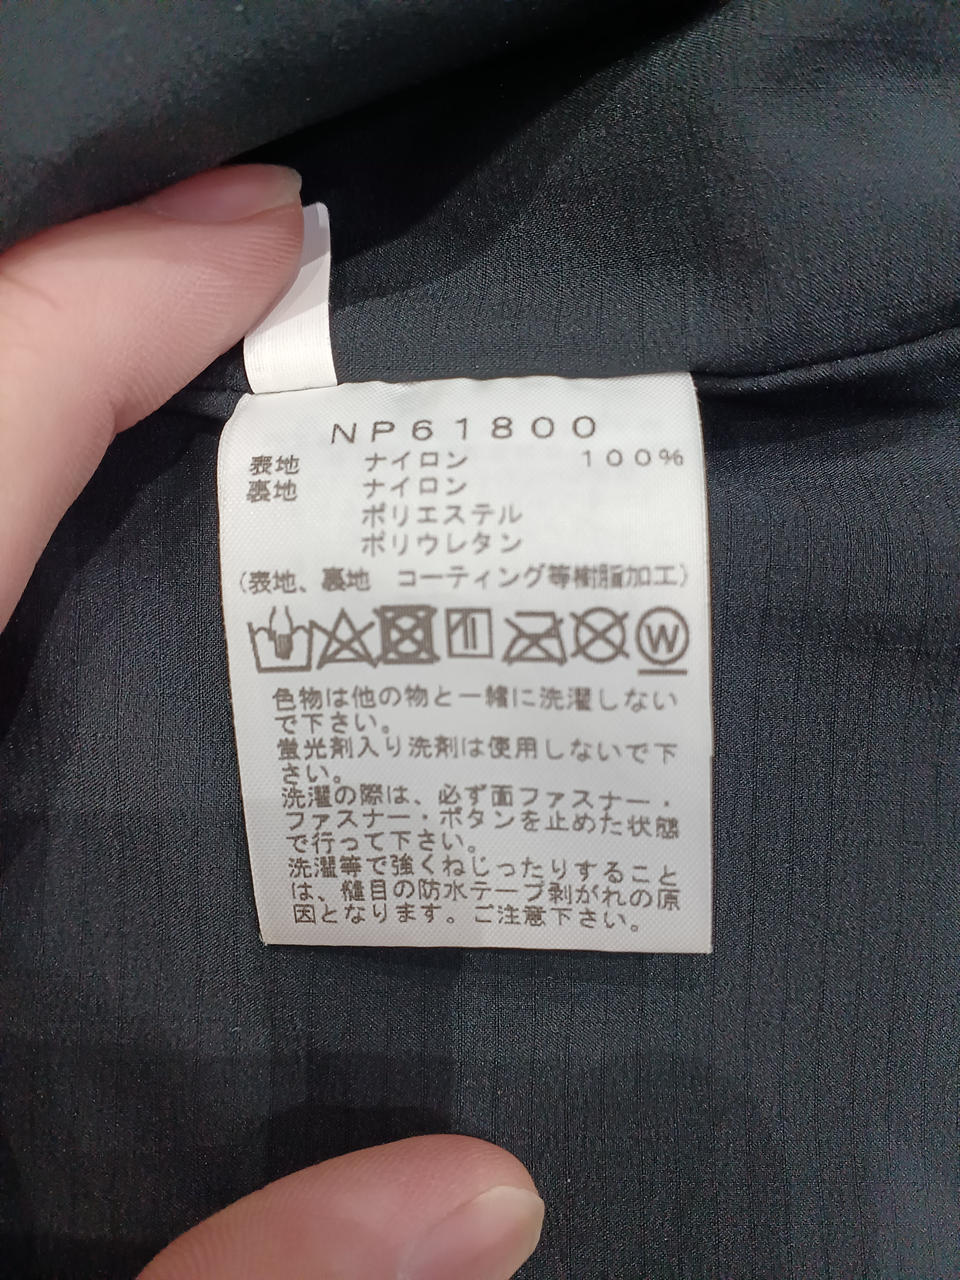 NP61800
表地 ナイロン 100%
裏地 ナイロン
ポリエステル
ポリウレタン
(表地、裏地 コーティング等樹脂加工)
W
色物は他の物と一緒に洗濯しない
で下さい。
蛍光剤入り洗剤は使用しないで下
さい。
洗濯の際は、必ず面ファスナー・
ファスナー・ボタンを止めた状態
で行って下さい。
洗濯等で強くねじったりすること
は、縫目の防水テープ剥がれの原
因となります。ご注意下さい。